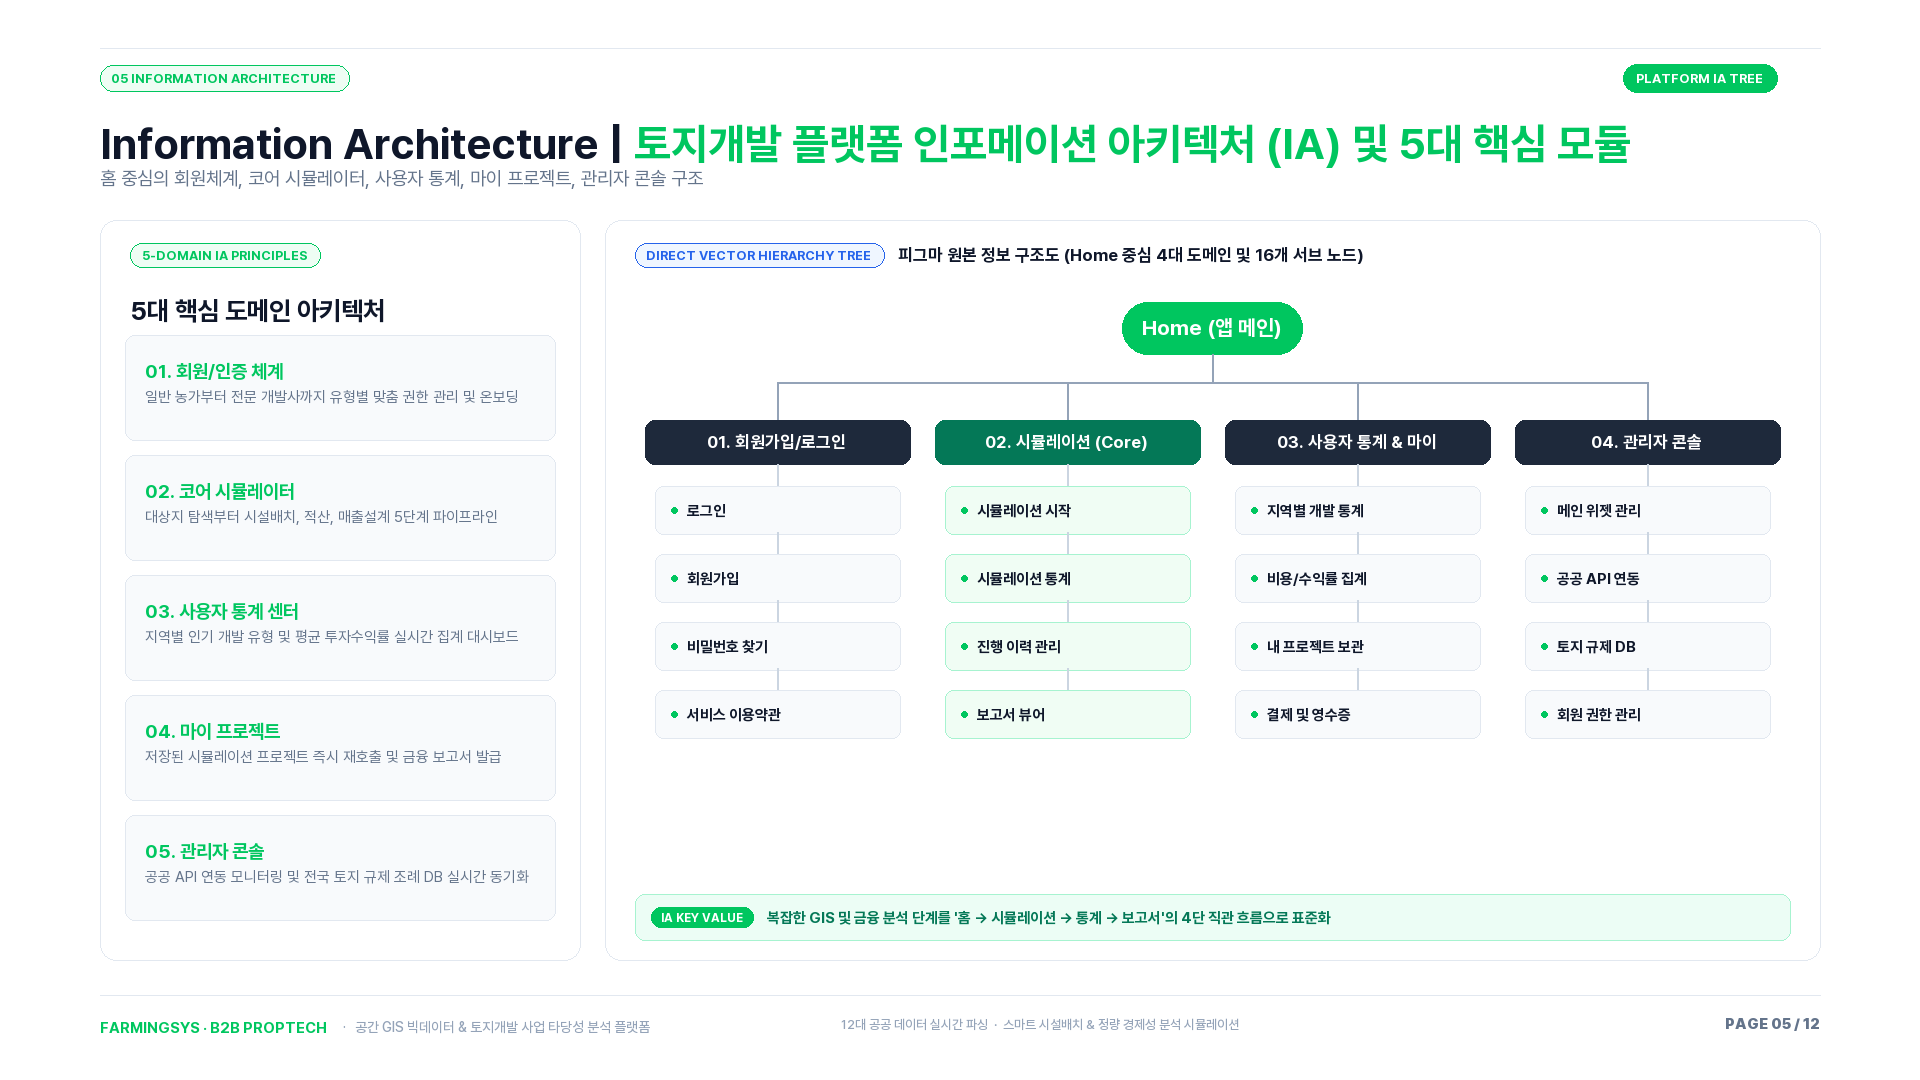 05 INFORMATION ARCHITECTURE
PLATFORM IA TREE
Information Architecture | 토지개발 플랫폼 인포메이션 아키텍처 (IA) 및 5대 핵심 모듈
홈 중심의 회원체계, 코어 시뮬레이터, 사용자 통계, 마이 프로젝트, 관리자 콘솔 구조
5-DOMAIN IA PRINCIPLES
5대 핵심 도메인 아키텍처
01. 회원/인증 체계
일반 농가부터 전문 개발사까지 유형별 맞춤 권한 관리 및 온보딩
02. 코어 시뮬레이터
대상지 탐색부터 시설배치, 적산, 매출설계 5단계 파이프라인
03. 사용자 통계 센터
지역별 인기 개발 유형 및 평균 투자수익률 실시간 집계 대시보드
04. 마이 프로젝트
저장된 시뮬레이션 프로젝트 즉시 재호출 및 금융 보고서 발급
05. 관리자 콘솔
공공 API 연동 모니터링 및 전국 토지 규제 조례 DB 실시간 동기화
DIRECT VECTOR HIERARCHY TREE
피그마 원본 정보 구조도 (Home 중심 4대 도메인 및 16개 서브 노드)
Home (앱 메인)
01. 회원가입/로그인
로그인
회원가입
비밀번호 찾기
서비스 이용약관
02. 시뮬레이션 (Core)
시뮬레이션 시작
시뮬레이션 통계
진행 이력 관리
보고서 뷰어
03. 사용자 통계 & 마이
지역별 개발 통계
비용/수익률 집계
내 프로젝트 보관
결제 및 영수증
04. 관리자 콘솔
메인 위젯 관리
공공 API 연동
토지 규제 DB
회원 권한 관리
IA KEY VALUE
복잡한 GIS 및 금융 분석 단계를 '홈 → 시뮬레이션 → 통계 → 보고서'의 4단 직관 흐름으로 표준화
FARMINGSYS · B2B PROPTECH · 공간 GIS 빅데이터 & 토지개발 사업 타당성 분석 플랫폼
12대 공공 데이터 실시간 파싱 · 스마트 시설배치 & 정량 경제성 분석 시뮬레이션
PAGE 05 / 12